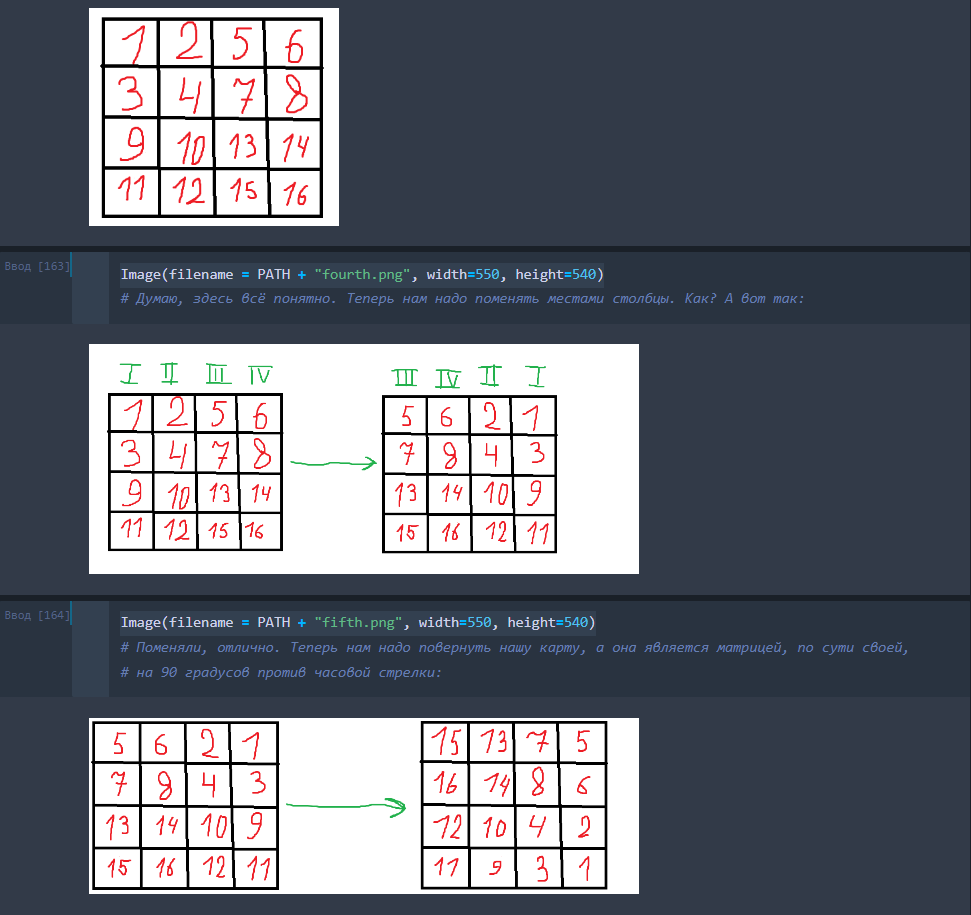 1 2 5 6
3 4 7 8
9 10 13 14
11 12 15 16
Ввод [163]
Image(filename = PATH + "fourth.png", width=550, height=540)
# Думаю, здесь всё понятно. Теперь нам надо поменять местами столбцы. Как? А вот так:
I II III IV
III IV II I
1 2 5 6
5 6 2 1
3 4 7 8
7 8 4 3
9 10 13 14
13 14 10 9
11 12 15 16
15 16 12 11
Ввод [164]
Image(filename = PATH + "fifth.png", width=550, height=540)
# Поменяли, отлично. Теперь нам надо повернуть нашу карту, а она является матрицей, по сути своей,
# на 90 градусов против часовой стрелки:
5 6 2 1
15 13 7 5
7 8 4 3
16 14 8 6
13 14 10 9
12 10 4 2
15 16 12 11
11 9 3 1